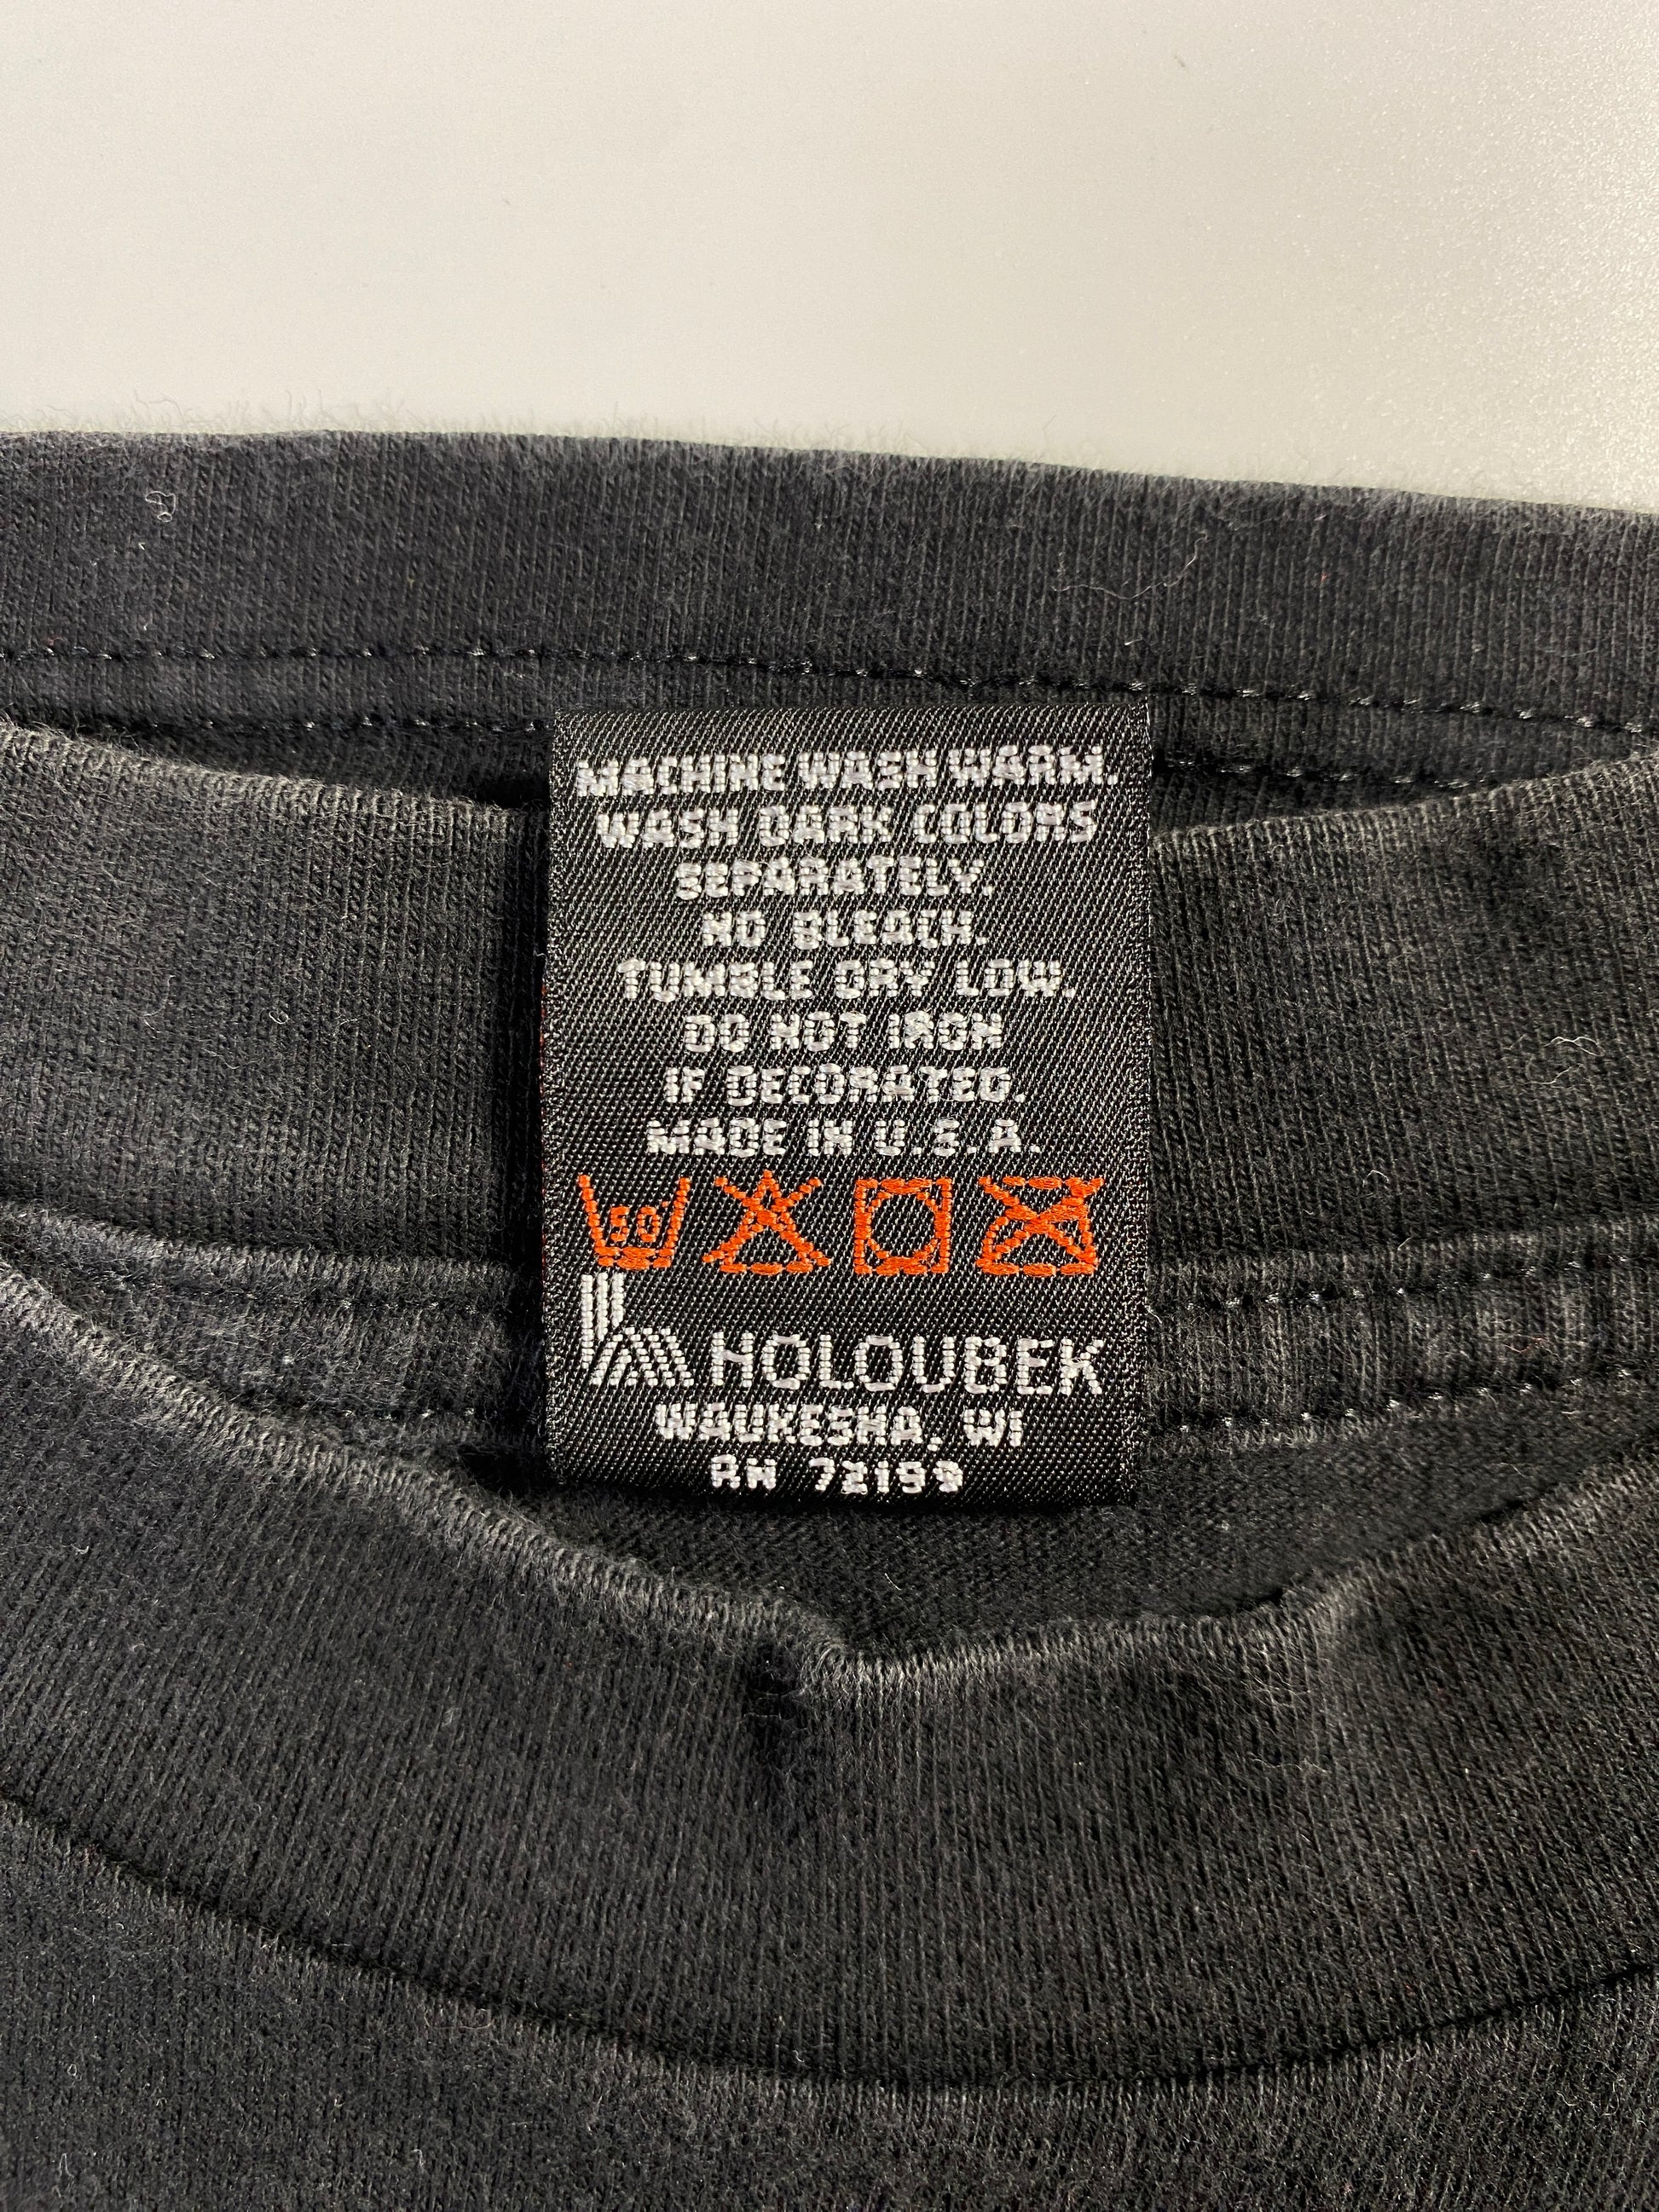 MACHINE WASH WARM.
WASH DARK COLORS
SEPARATELY.
NO BLEACH.
TUMBLE DRY LOW.
DO NOT IRON
IF DECORATED.
MADE IN U.S.A.
50°
HOLOUBEK
WAUKESHA, WI
RN 72159